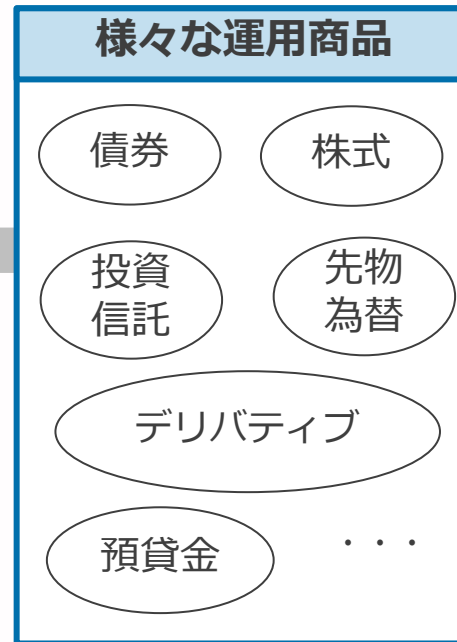 様々な運用商品
債券
株式
投資
信託
先物
為替
デリバティブ
預貸金
・・・